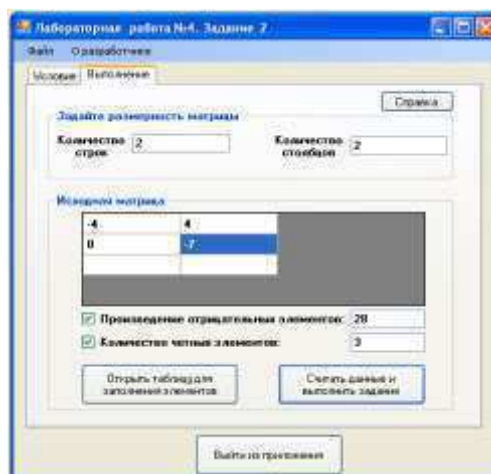 Лабораторная работа №4. Задание 2
Файл О разработчике
Условие Выполнение
Справка
Задайте размерность матрицы
Количество строк 2 Количество столбцов 2
Исходная матрица
-4 4
0 -7
Произведение отрицательных элементов: 28
Количество четных элементов: 3
Открыть таблицу для заполнения элементов
Считать данные и выполнить задание
Выйти из приложения